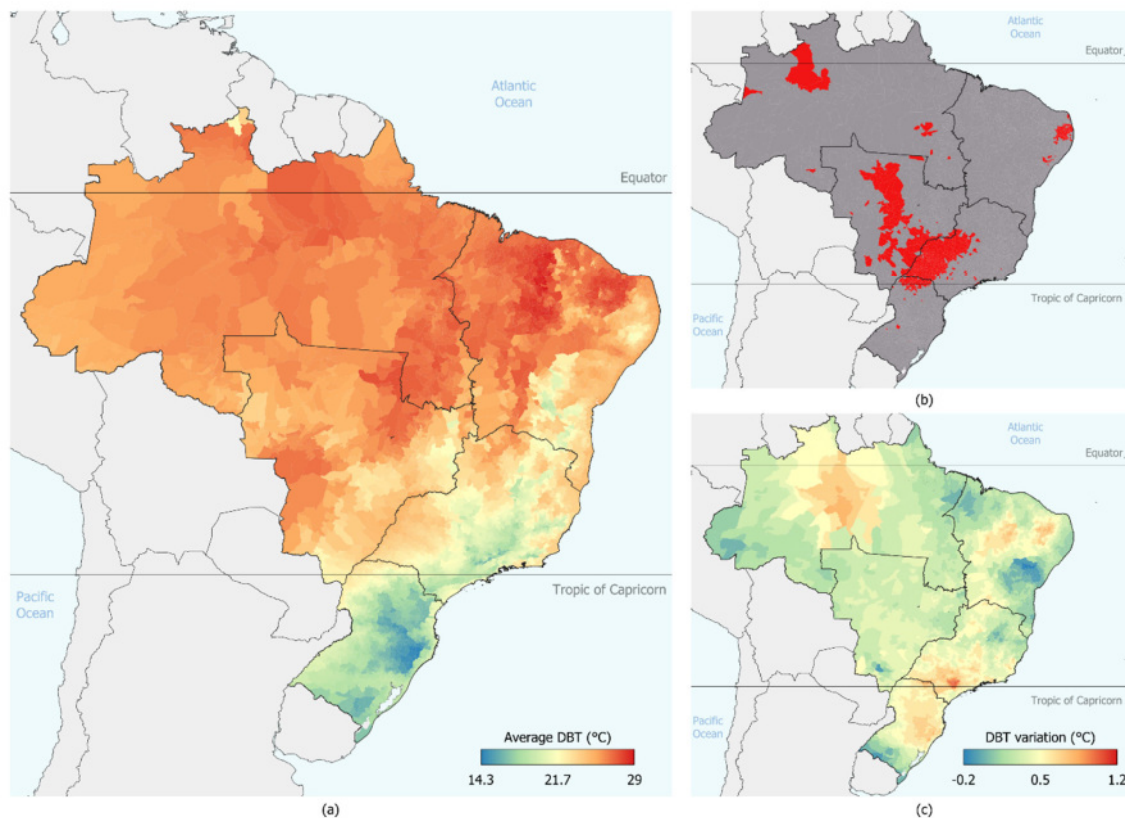 Atlantic
Ocean
Equator
Pacific
Ocean
Tropic of Capricorn
Average DBT (°C)
14.3 21.7 29
(a)
Atlantic
Ocean
Equator
Pacific
Ocean
Tropic of Capricorn
(b)
Atlantic
Ocean
Equator
Pacific
Ocean
Tropic of Capricorn
DBT variation (°C)
-0.2 0.5 1.2
(c)